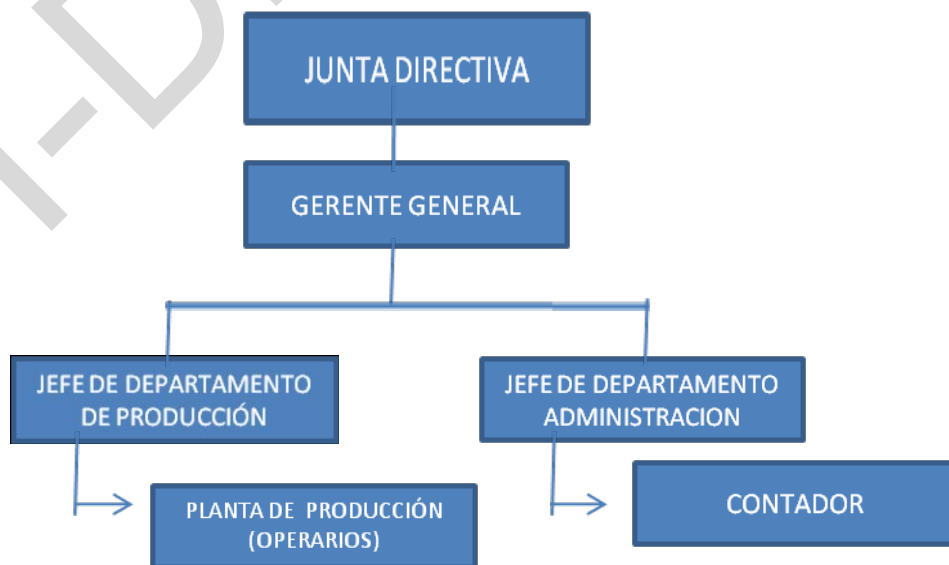 JUNTA DIRECTIVA
GERENTE GENERAL
JEFE DE DEPARTAMENTO
DE PRODUCCIÓN
JEFE DE DEPARTAMENTO
ADMINISTRACION
PLANTA DE PRODUCCIÓN
(OPERARIOS)
CONTADOR